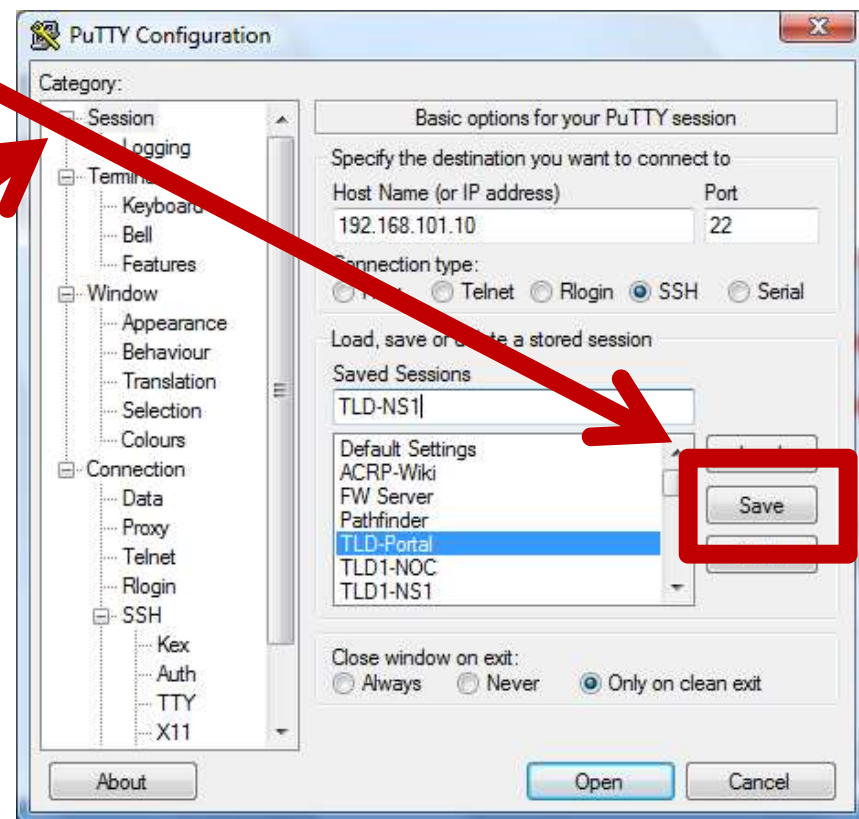 PuTTY Configuration
Category:
Session
Logging
Keyboard
Bell
Features
Window
Appearance
Behaviour
Translation
Selection
Colours
Connection
Data
Proxy
Telnet
Rlogin
SSH
Kex
Auth
TTY
X11
Basic options for your PuTTY session
Specify the destination you want to connect to
Host Name (or IP address) Port
192.168.101.10 22
Connection type:
Telnet Rlogin SSH Serial
Load, save or a stored session
Saved Sessions
TLD-NS1
Default Settings
ACRP-Wiki
FW Server
Pathfinder
TLD-Portal
TLD1-NOC
TLD1-NS1
Save
Close window on exit:
Always Never Only on clean exit
About Open Cancel